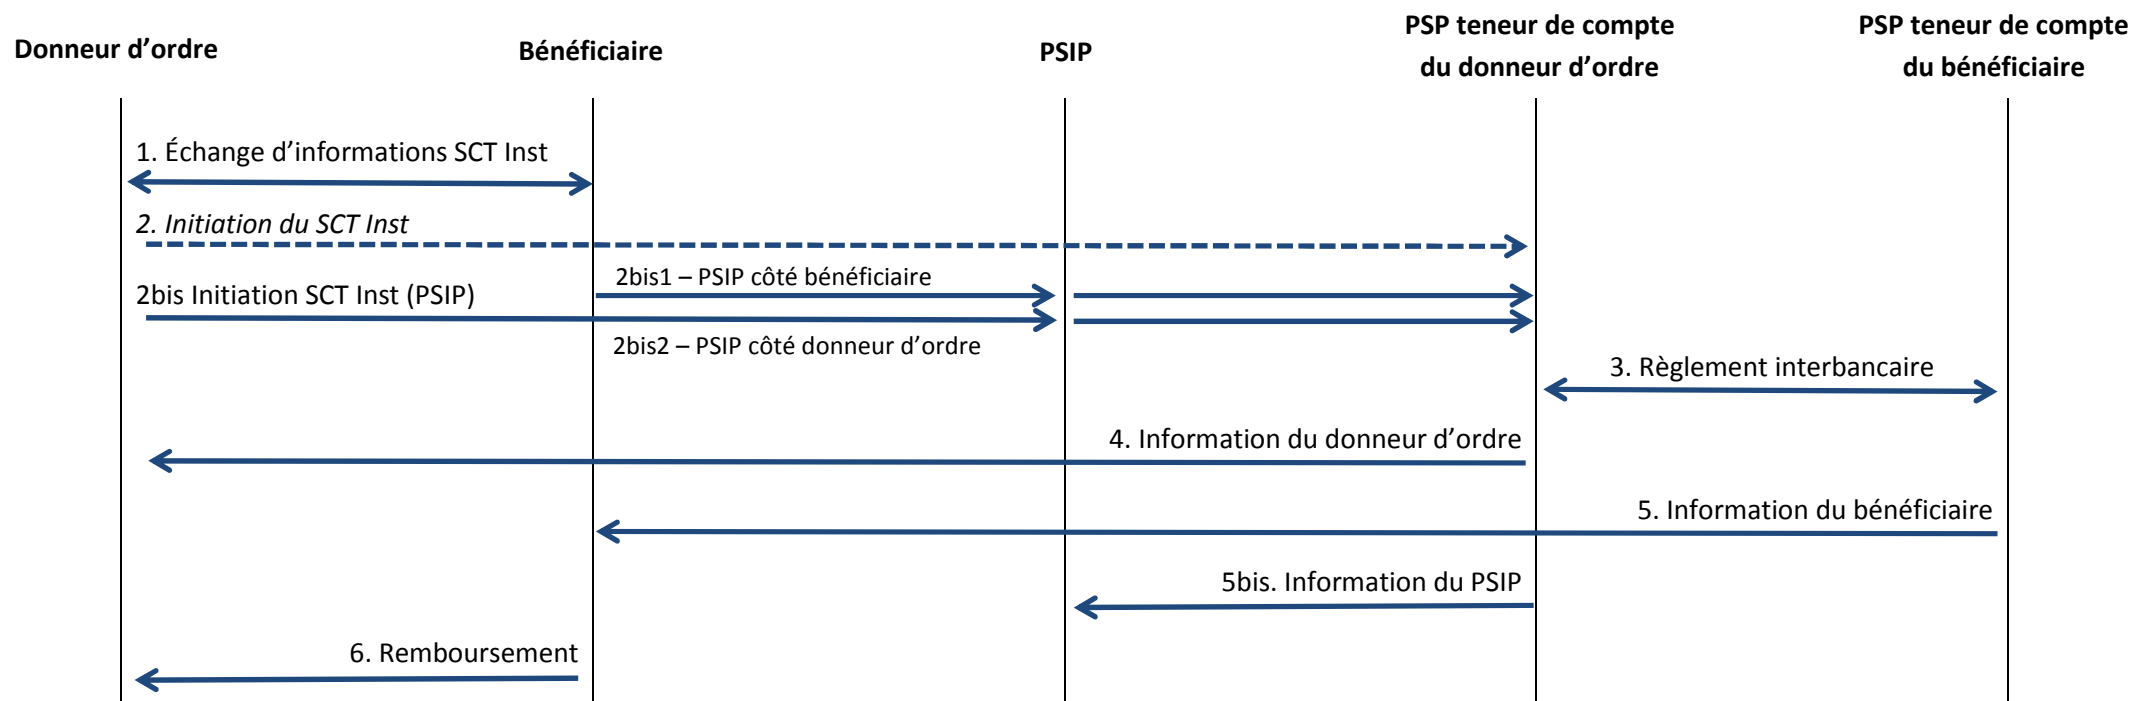 Donneur d’ordre
Bénéficiaire
PSIP
PSP teneur de compte
du donneur d’ordre
PSP teneur de compte
du bénéficiaire
1. Échange d’informations SCT Inst
2. Initiation du SCT Inst
2bis1 – PSIP côté bénéficiaire
2bis Initiation SCT Inst (PSIP)
2bis2 – PSIP côté donneur d’ordre
3. Règlement interbancaire
4. Information du donneur d’ordre
5. Information du bénéficiaire
5bis. Information du PSIP
6. Remboursement